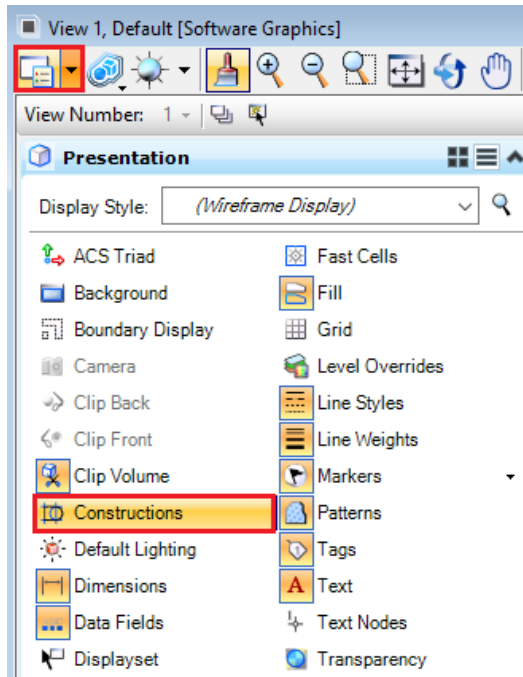 View 1, Default [Software Graphics]
View Number: 1
Presentation
Display Style: (Wireframe Display)
ACS Triad Fast Cells
Background Fill
Boundary Display Grid
Camera Level Overrides
Clip Back Line Styles
Clip Front Line Weights
Clip Volume Markers
Constructions Patterns
Default Lighting Tags
Dimensions A Text
Data Fields Text Nodes
Displayset Transparency